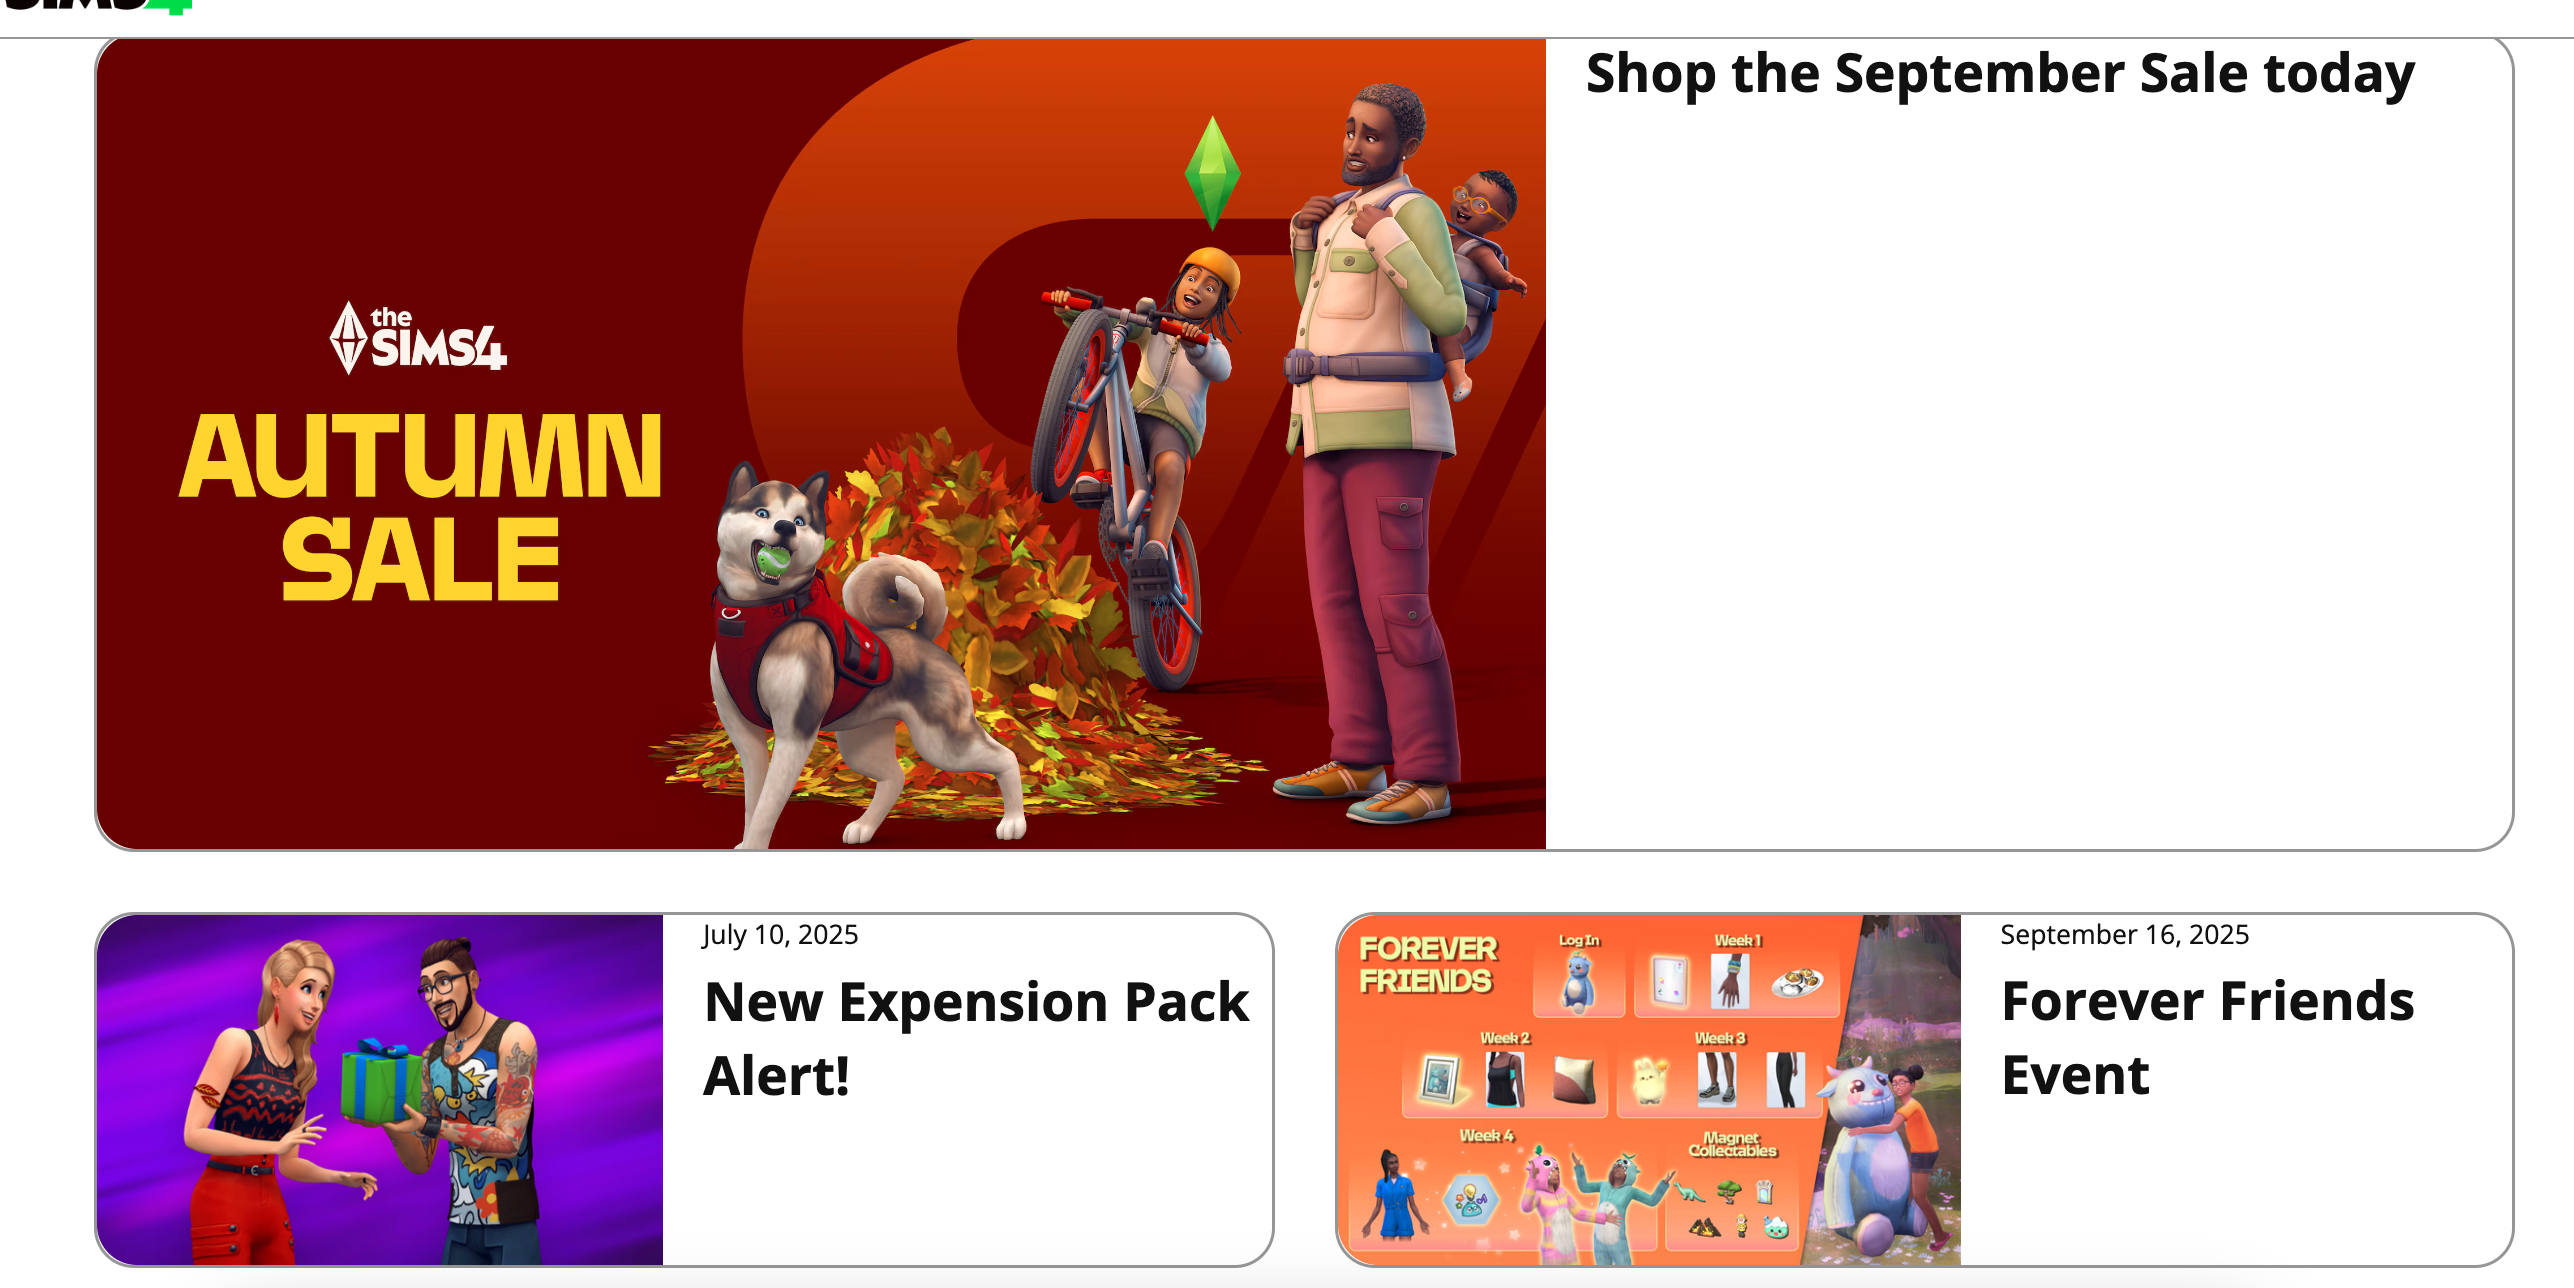 SIMS4
Shop the September Sale today
the
SIMS4
AUTUMN
SALE
July 10, 2025
New Expension Pack
Alert!
FOREVER
FRIENDS
Log In
Week 1
Week 2
Week 3
Week 4
Magnet
Collectables
September 16, 2025
Forever Friends
Event